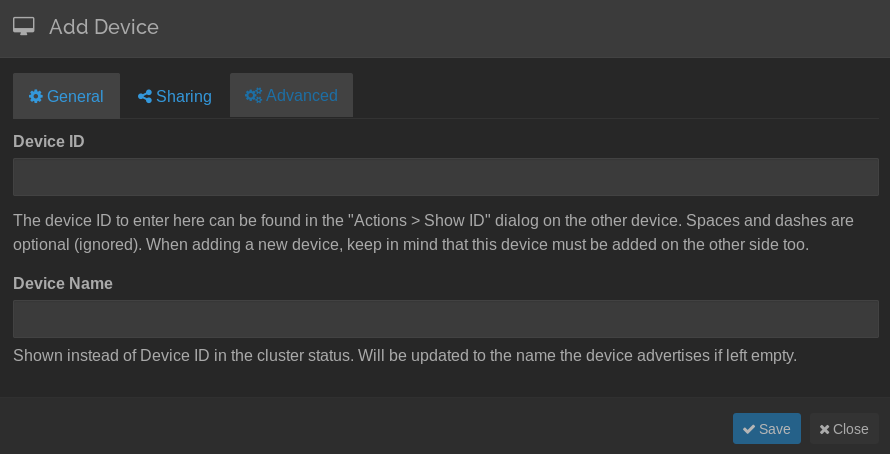 Add Device
General Sharing Advanced
Device ID
The device ID to enter here can be found in the "Actions > Show ID" dialog on the other device. Spaces and dashes are
optional (ignored). When adding a new device, keep in mind that this device must be added on the other side too.
Device Name
Shown instead of Device ID in the cluster status. Will be updated to the name the device advertises if left empty.
Save Close